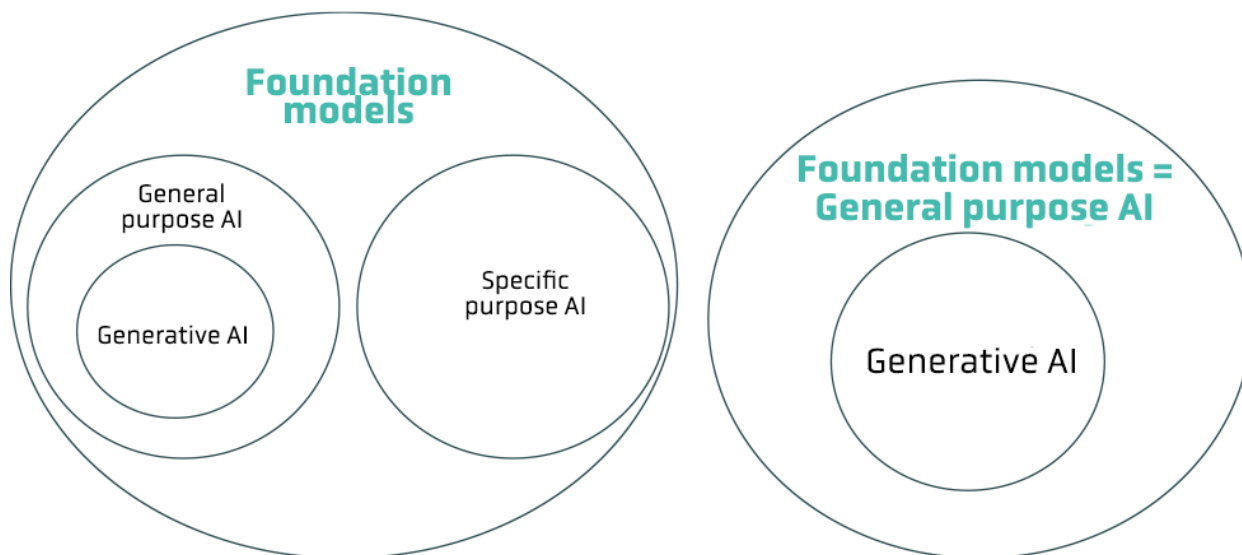 Foundation
models
General
purpose AI
Generative AI
Specific
purpose AI
Foundation models =
General purpose AI
Generative AI